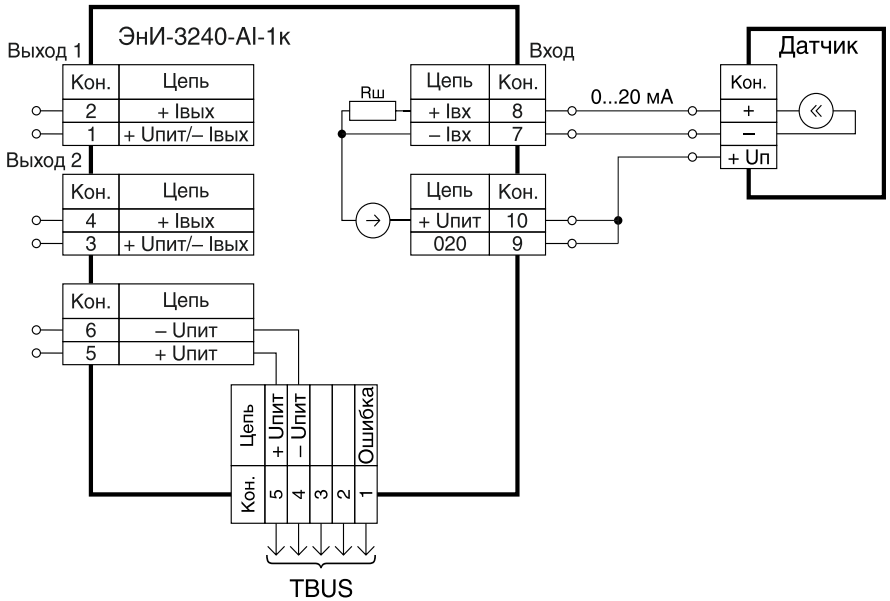 ЭнИ-3240-AI-1к
Выход 1
Кон. Цепь
2 + Iвых
1 + Uпит/– Iвых
Выход 2
Кон. Цепь
4 + Iвых
3 + Uпит/– Iвых
Кон. Цепь
6 – Uпит
5 + Uпит
Вход
Rш
Цепь Кон.
+ Iвх 8
– Iвх 7
Цепь Кон.
+ Uпит 10
020 9
0...20 мА
Датчик
Кон.
+
–
+ Uп
Цепь + Uпит – Uпит Ошибка
Кон. 5 4 3 2 1
TBUS